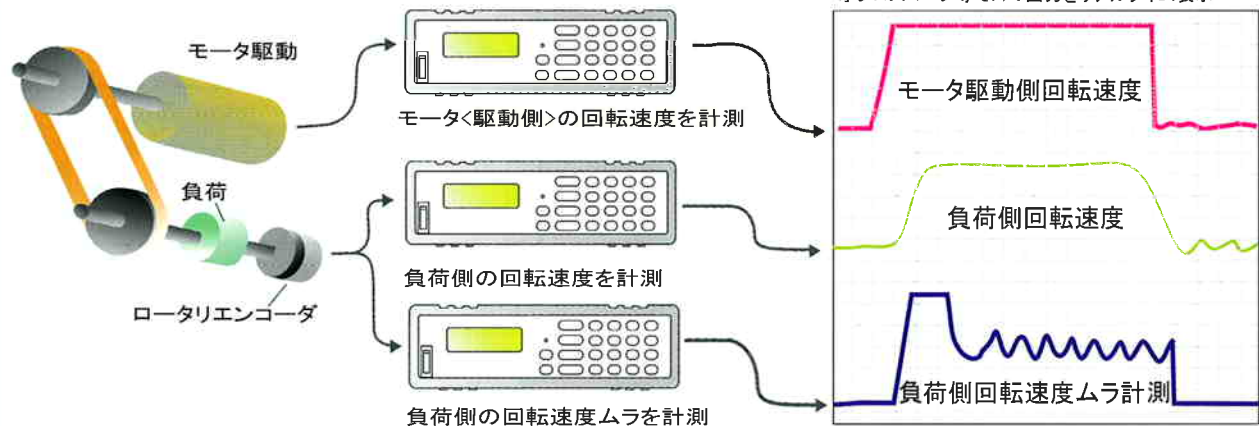 モータ駆動
モータ<駆動側>の回転速度を計測
負荷
ロータリエンコーダ
負荷側の回転速度を計測
負荷側の回転速度ムラを計測
モータ駆動側回転速度
負荷側回転速度
負荷側回転速度ムラ計測